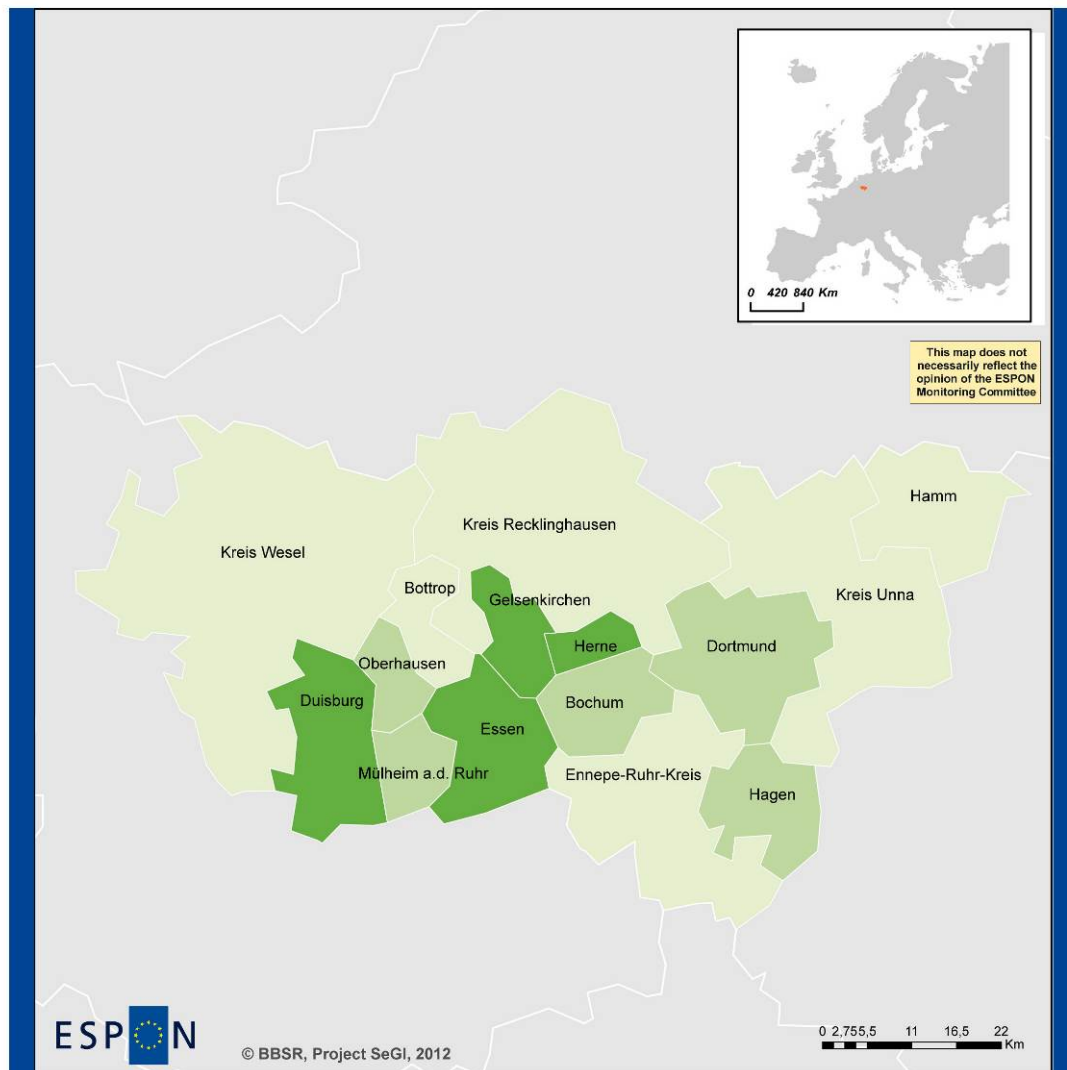 0 420 840 Km
This map does not
necessarily reflect the
opinion of the ESPON
Monitoring Committee
Hamm
Kreis Recklinghausen
Kreis Wesel
Bottrop
Kreis Unna
Gelsenkirchen
Herne
Dortmund
Oberhausen
Duisburg
Bochum
Essen
Mülheim a.d. Ruhr
Ennepe-Ruhr-Kreis
Hagen
ESPON
© BBSR, Project SeGI, 2012
0 2,755,5 11 16,5 22
Km